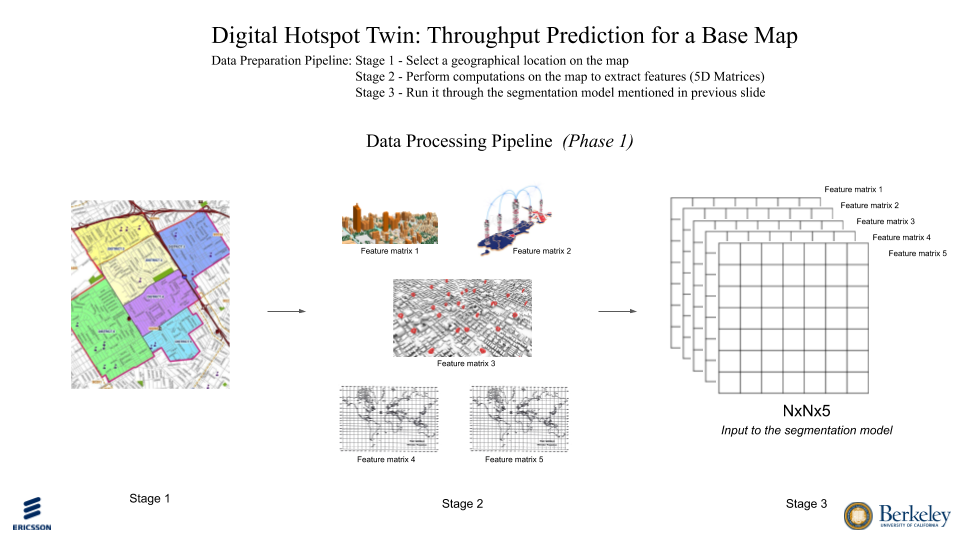 Digital Hotspot Twin: Throughput Prediction for a Base Map
Data Preparation Pipeline: Stage 1 - Select a geographical location on the map
Stage 2 - Perform computations on the map to extract features (5D Matrices)
Stage 3 - Run it through the segmentation model mentioned in previous slide
Data Processing Pipeline (Phase 1)
Feature matrix 1
Feature matrix 2
Feature matrix 3
Feature matrix 4
Feature matrix 5
Feature matrix 1
Feature matrix 2
Feature matrix 3
Feature matrix 4
Feature matrix 5
NxNx5
Input to the segmentation model
Stage 1
Stage 2
Stage 3
ERICSSON
Berkeley
UNIVERSITY OF CALIFORNIA